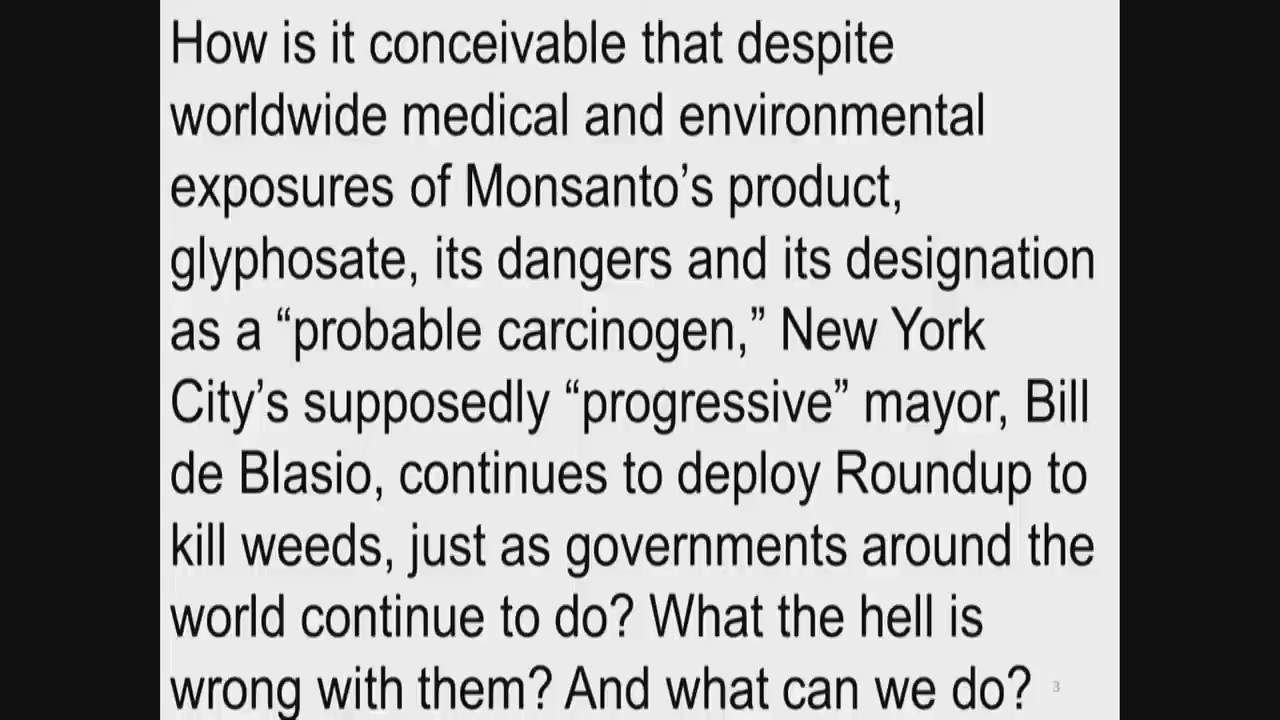 How is it conceivable that despite
worldwide medical and environmental
exposures of Monsanto’s product,
glyphosate, its dangers and its designation
as a “probable carcinogen,” New York
City’s supposedly “progressive” mayor, Bill
de Blasio, continues to deploy Roundup to
kill weeds, just as governments around the
world continue to do? What the hell is
wrong with them? And what can we do?
3